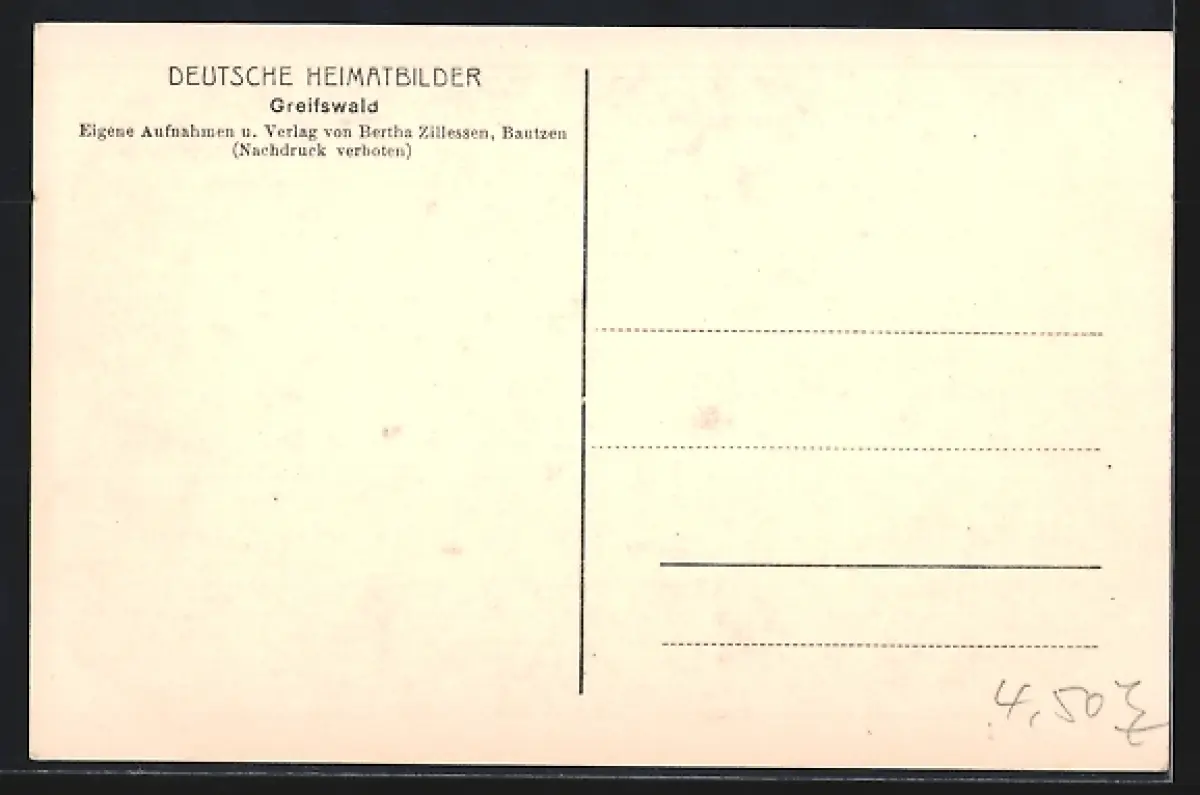 DEUTSCHE HEIMATBILDER
Greifswald
Eigene Aufnahmen u. Verlag von Bertha Zillessen, Bautzen
(Nachdruck verboten)
4,50